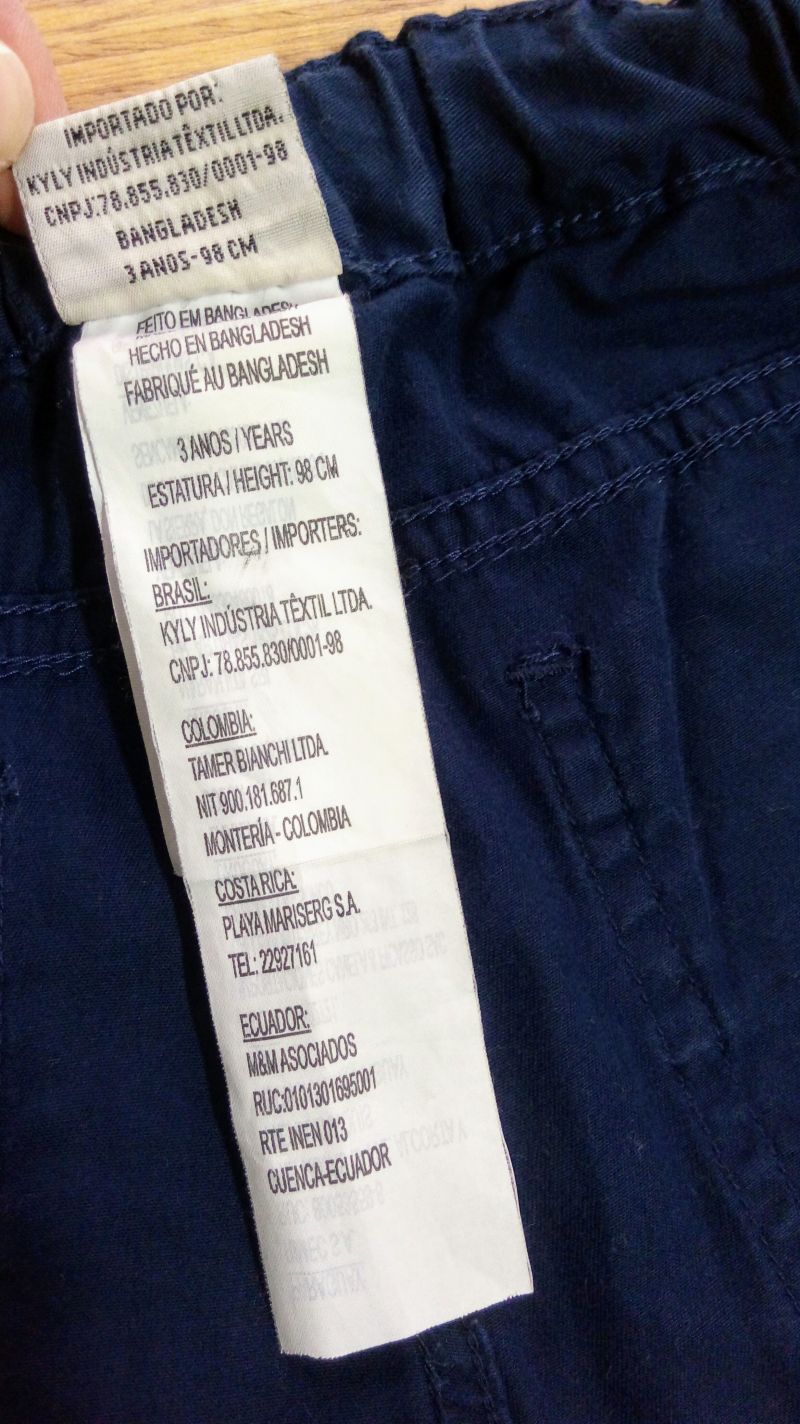 IMPORTADO POR:
KYLY INDÚSTRIA TÊXTIL LTDA.
CNPJ:78.855.830/0001-98
BANGLADESH
3 ANOS-98 CM
FEITO EM BANGLADESH
HECHO EN BANGLADESH
FABRIQUÉ AU BANGLADESH
3 ANOS / YEARS
ESTATURA / HEIGHT: 98 CM
IMPORTADORES / IMPORTERS:
BRASIL:
KYLY INDÚSTRIA TÊXTIL LTDA.
CNPJ: 78.855.830/0001-98
COLOMBIA:
TAMER BIANCHI LTDA.
NIT 900.181.687.1
MONTERÍA - COLOMBIA
COSTA RICA:
PLAYA MARISERG S.A.
TEL: 22927161
ECUADOR:
M&M ASOCIADOS
RUC:0101301695001
RTE INEN 013
CUENCA-ECUADOR